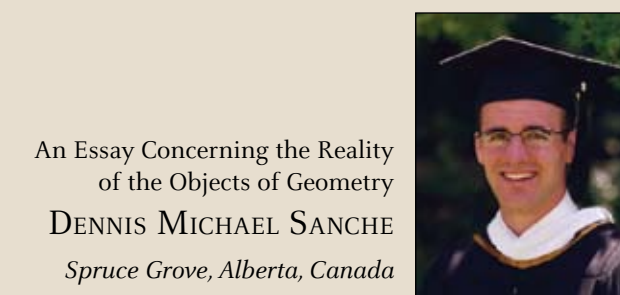 An Essay Concerning the Reality
of the Objects of Geometry
DENNIS MICHAEL SANCHE
Spruce Grove, Alberta, Canada